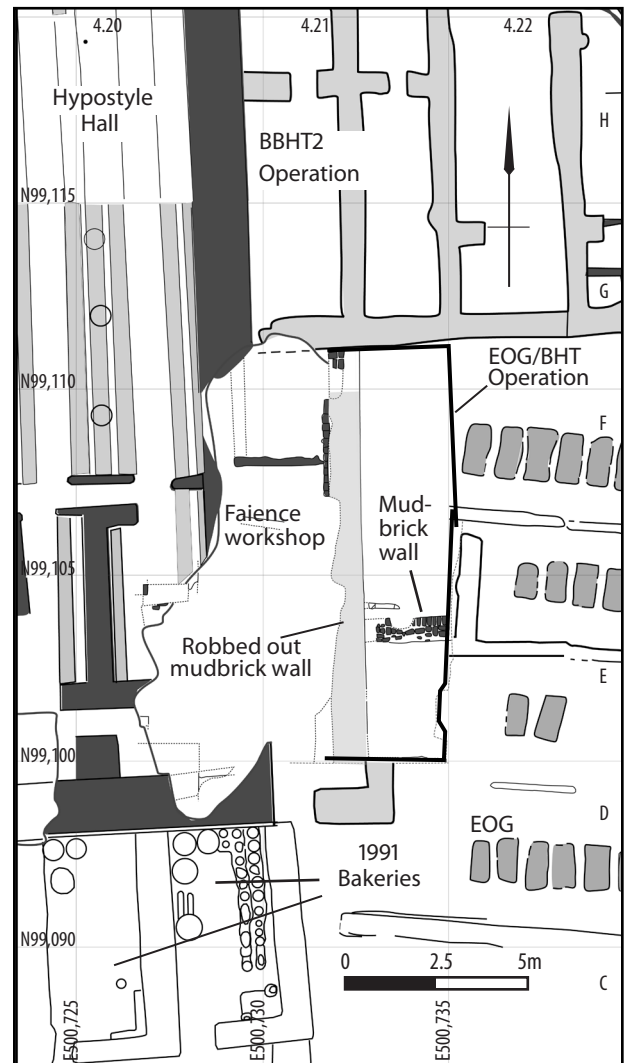 4.20
4.21
4.22
Hypostyle
Hall
BBHT2
Operation
H
N99,115
G
N99,110
EOG/BHT
Operation
F
Faience
workshop
Mud-
brick
wall
N99,105
Robbed out
mudbrick wall
E
N99,100
D
EOG
1991
Bakeries
N99,090
0
2.5
5m
C
E500,725
E500,730
E500,735